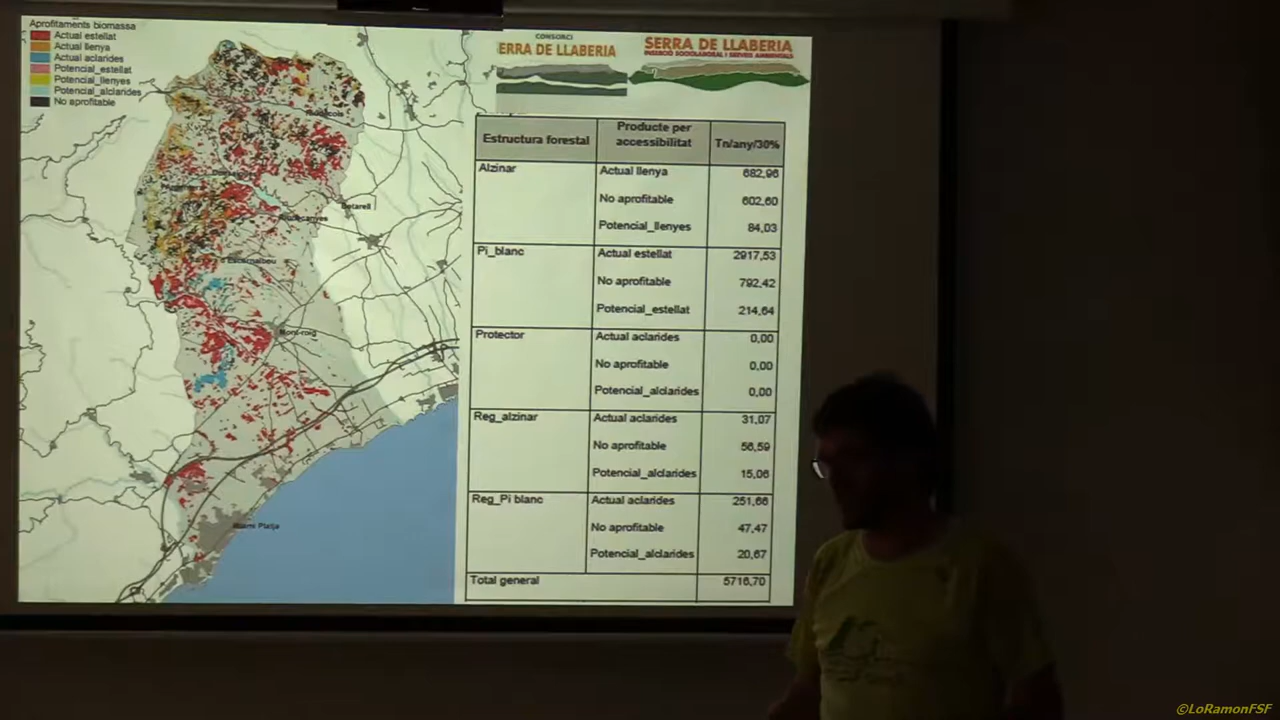 Aprofitaments biomassa
Actual estellat
Actual llenya
Actual aclarides
Potencial_estellat
Potencial_llenyes
Potencial_alclarides
No aprofitable
Betarell
Mont-roig
Miami Platja
CONSORCI
ERRA DE LLABERIA
SERRA DE LLABERIA
Estructura forestal Producte per accessibilitat Tn/any/30%
Alzinar Actual llenya 682,96
No aprofitable 602,60
Potencial_llenyes 84,03
Pi_blanc Actual estellat 2917,53
No aprofitable 792,42
Potencial_estellat 214,64
Protector Actual aclarides 0,00
No aprofitable 0,00
Potencial_alclarides 0,00
Reg_alzinar Actual aclarides 31,07
No aprofitable 56,59
Potencial_alclarides 15,06
Reg_Pi blanc Actual aclarides 251,66
No aprofitable 47,47
Potencial_alclarides 20,67
Total general 5716,70
©LoRamonFSF